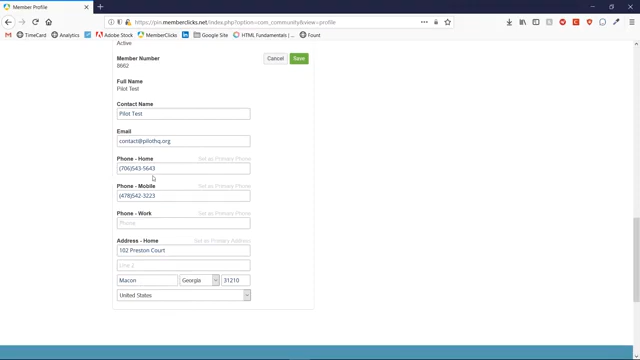 Member Profile
https://pin.memberclicks.net/index.php?option=com_community&view=profile
TimeCard
Analytics
Adobe Stock
MemberClicks
Google Site
HTML Fundamentals...
Fount
Active
Member Number
8662
Cancel
Save
Full Name
Pilot Test
Contact Name
Pilot Test
Email
contact@pilothq.org
Phone - Home
Set as Primary Phone
(706)543-5643
Phone - Mobile
Set as Primary Phone
(478)542-3223
Phone - Work
Set as Primary Phone
Phone
Address - Home
Set as Primary Address
102 Preston Court
Line 2
Macon
Georgia
31210
United States